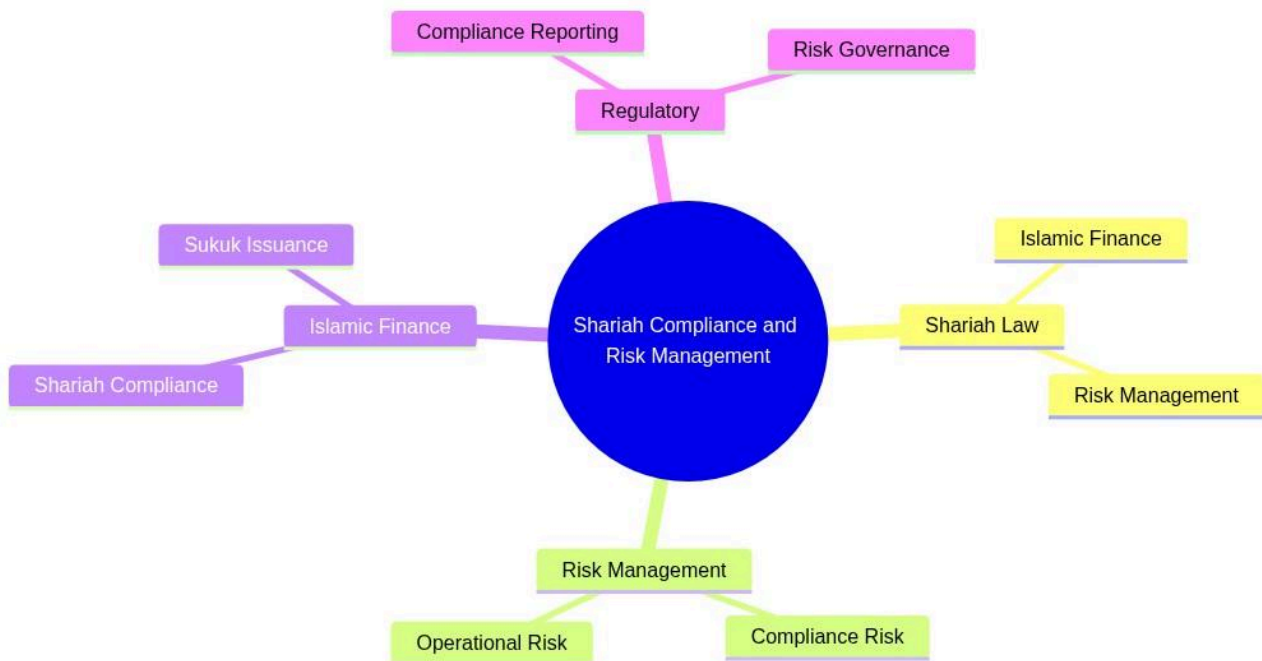 Compliance Reporting
Risk Governance
Regulatory
Sukuk Issuance
Islamic Finance
Islamic Finance
Shariah Compliance and
Risk Management
Shariah Law
Shariah Compliance
Risk Management
Risk Management
Operational Risk
Compliance Risk